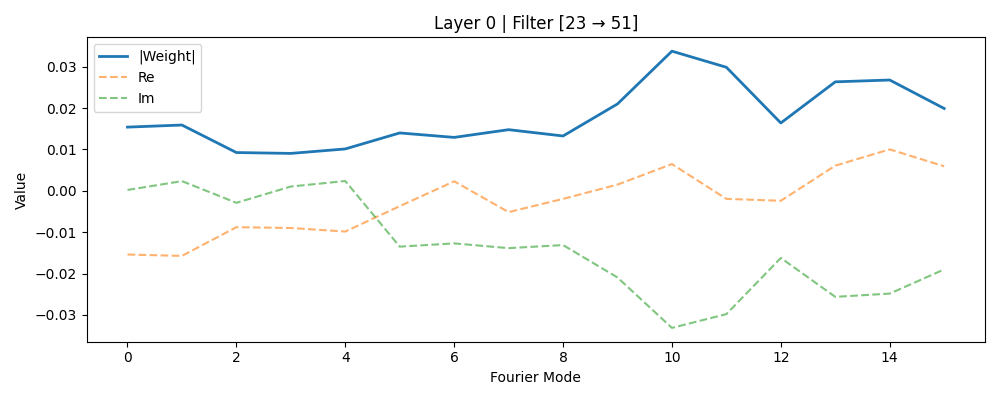 Layer 0 | Filter [23 → 51]
|Weight|
Re
Im
Value
0.03
0.02
0.01
0.00
−0.01
−0.02
−0.03
0 2 4 6 8 10 12 14
Fourier Mode